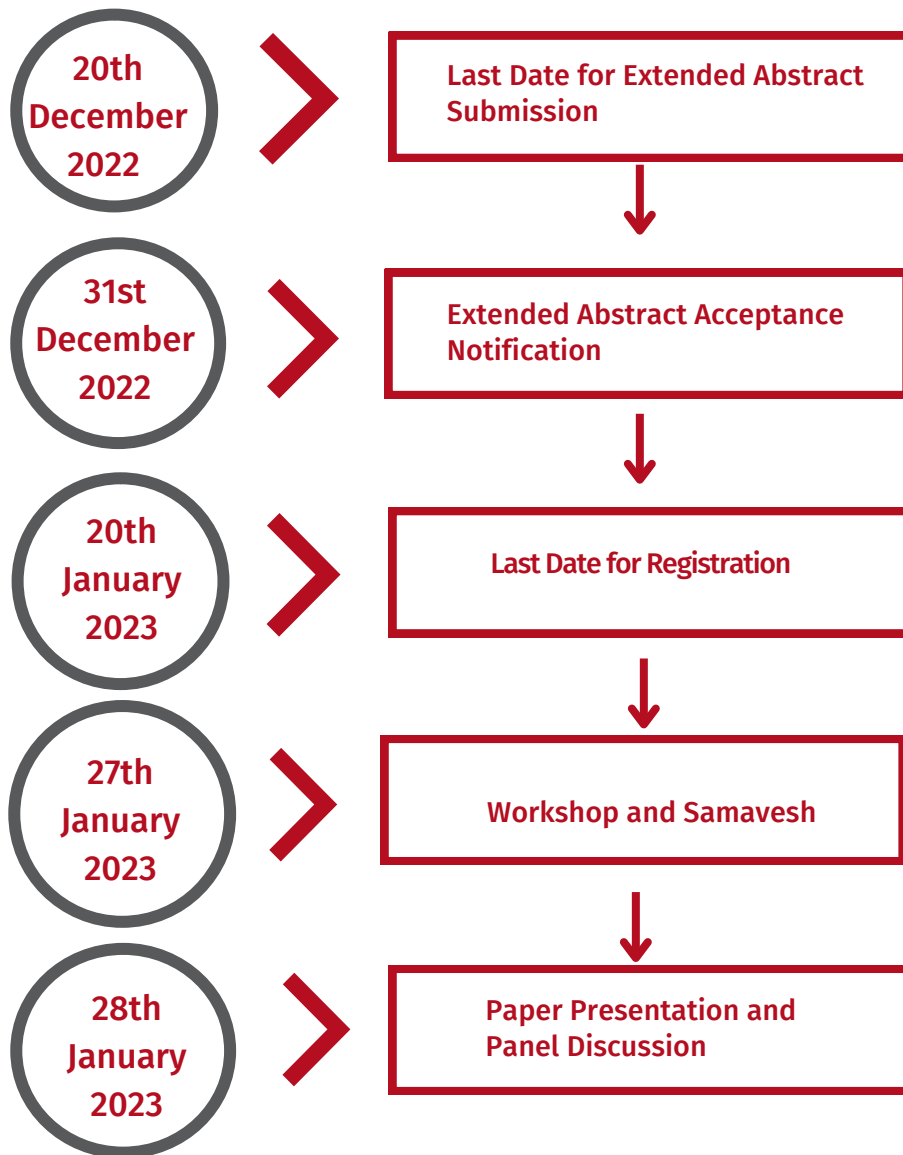 20th
December
2022
Last Date for Extended Abstract
Submission
31st
December
2022
Extended Abstract Acceptance
Notification
20th
January
2023
Last Date for Registration
27th
January
2023
Workshop and Samavesh
28th
January
2023
Paper Presentation and
Panel Discussion